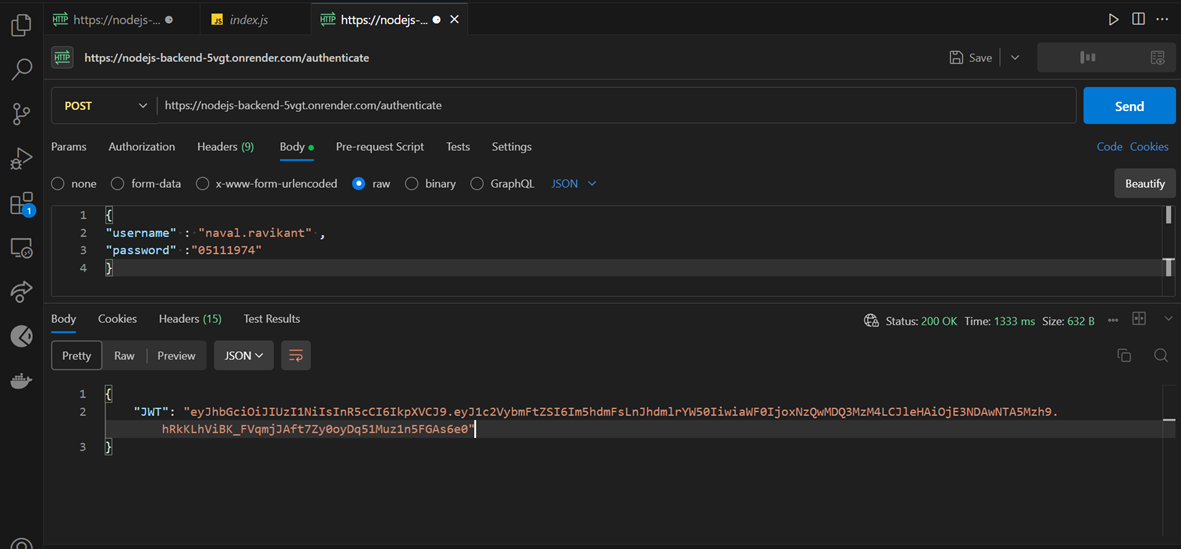 HTTP https://nodejs-...
JS index.js
HTTP https://nodejs-...
HTTP https://nodejs-backend-5vgt.onrender.com/authenticate
Save
POST https://nodejs-backend-5vgt.onrender.com/authenticate Send
Params Authorization Headers (9) Body Pre-request Script Tests Settings Code Cookies
none form-data x-www-form-urlencoded raw binary GraphQL JSON Beautify
1 {
2 "username" : "naval.ravikant" ,
3 "password" :"05111974"
4 }
1
Body Cookies Headers (15) Test Results Status: 200 OK Time: 1333 ms Size: 632 B
Pretty Raw Preview JSON
1 {
2 "JWT": "eyJhbGciOiJIUzI1NiIsInR5cCI6IkpXVCJ9.eyJ1c2VybmFtZSI6Im5hdmFsLnJhdmlrYW50IiwiaWF0IjoxNzQwMDQ3MzM4LCJleHAiOjE3NDAwNTA5Mzh9.
hRkKLhViBK_FVqmjJAft7Zy0oyDq51Muz1n5FGAs6e0"
3 }